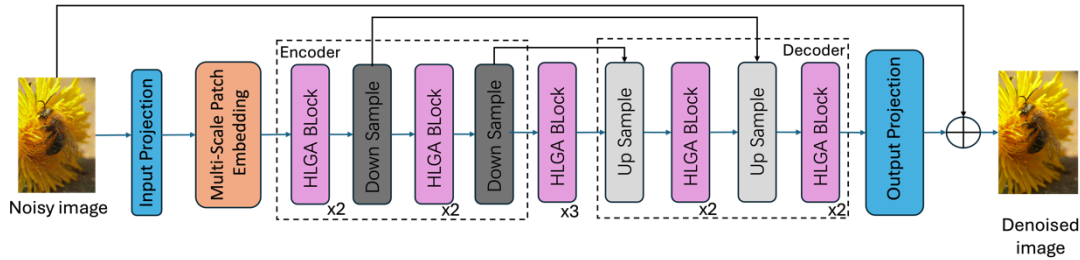 Encoder
Decoder
Noisy image
Input Projection
Multi-Scale Patch
Embedding
HLGA BLock
x2
Down Sample
HLGA BLock
x2
Down Sample
HLGA BLock
x3
Up Sample
HLGA BLock
x2
Up Sample
HLGA BLock
x2
Output Projection
Denoised
image